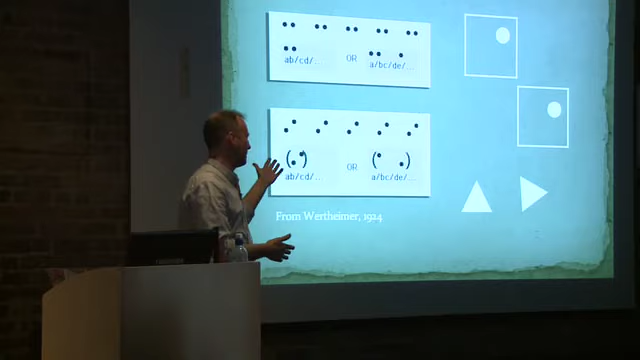 OR
ab/cd/... a/bc/de/...
( ) OR ( )
ab/cd/... a/bc/de/...
From Wertheimer, 1924